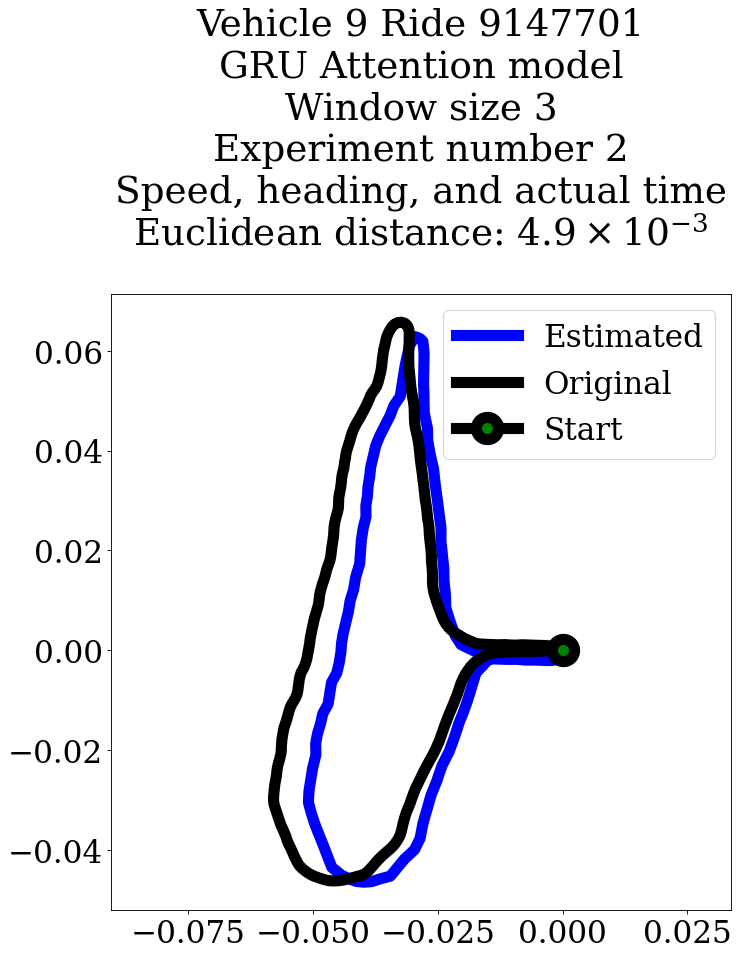 Vehicle 9 Ride 9147701
GRU Attention model
Window size 3
Experiment number 2
Speed, heading, and actual time
Euclidean distance: 4.9 × 10⁻³
Estimated
Original
Start
0.06
0.04
0.02
0.00
−0.02
−0.04
−0.075 −0.050 −0.025 0.000 0.025